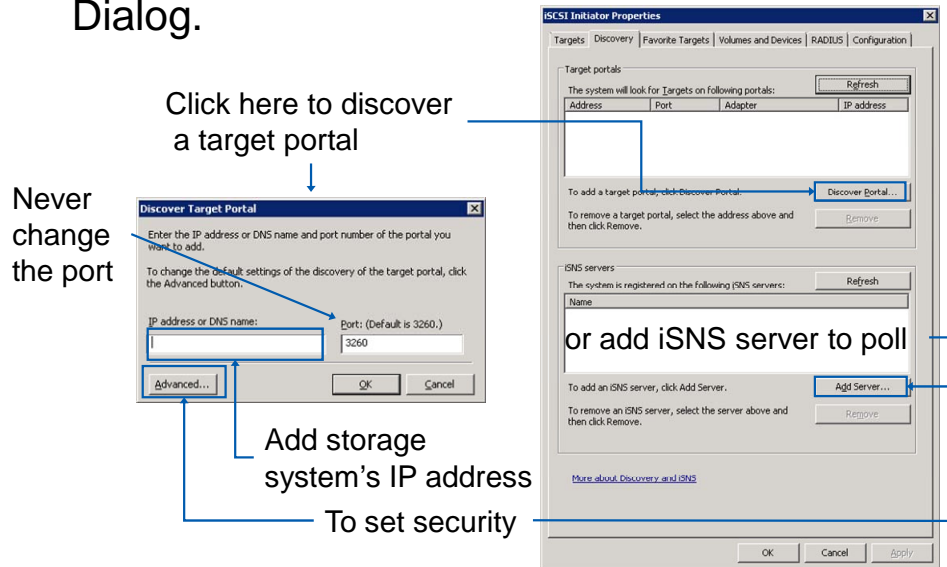 Dialog.
Click here to discover
a target portal
Never
change
the port
Discover Target Portal
Enter the IP address or DNS name and port number of the portal you
want to add.
To change the default settings of the discovery of the target portal, click
the Advanced button.
IP address or DNS name:
Port: (Default is 3260.)
3260
Advanced...
OK
Cancel
Add storage
system's IP address
To set security
iSCSI Initiator Properties
Targets
Discovery
Favorite Targets
Volumes and Devices
RADIUS
Configuration
Target portals
The system will look for Targets on following portals:
Refresh
Address
Port
Adapter
IP address
To add a target portal, click Discover Portal.
Discover Portal...
To remove a target portal, select the address above and
then click Remove.
Remove
iSNS servers
The system is registered on the following iSNS servers:
Refresh
Name
or add iSNS server to poll
To add an iSNS server, click Add Server.
Add Server...
To remove an iSNS server, select the server above and
then click Remove.
Remove
More about Discovery and iSNS
OK
Cancel
Apply